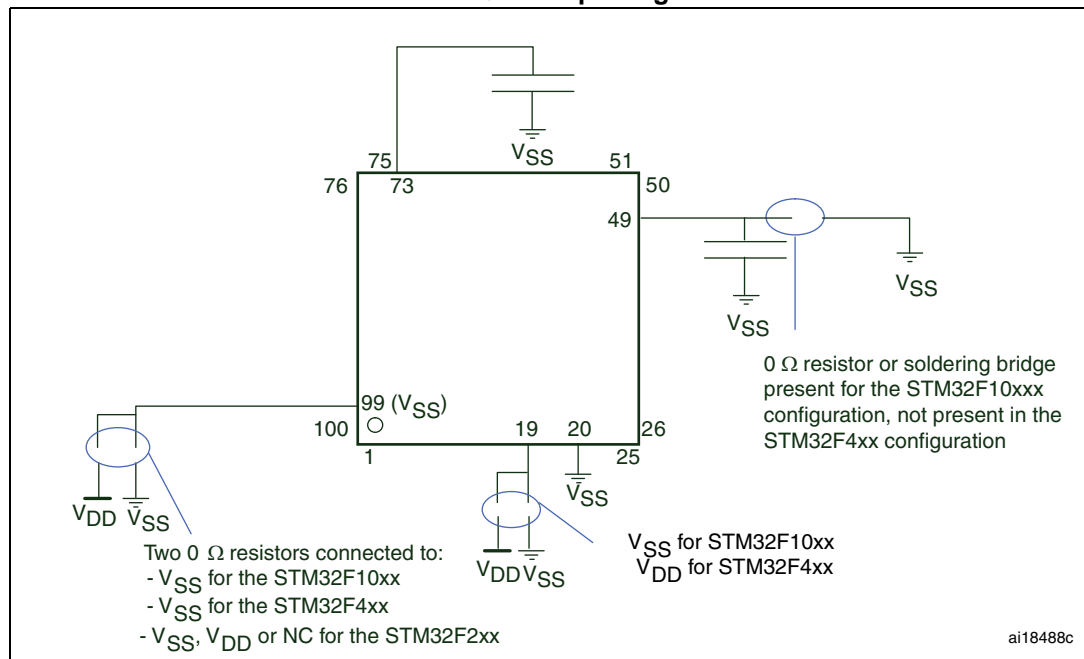 VSS
75
51
76
73
50
49
VSS
VSS
0 Ω resistor or soldering bridge
present for the STM32F10xxx
configuration, not present in the
STM32F4xx configuration
99 (VSS)
100
19
20
26
1
25
VSS
VDD
VSS
Two 0 Ω resistors connected to:
- VSS for the STM32F10xx
- VSS for the STM32F4xx
- VSS, VDD or NC for the STM32F2xx
VDD
VSS
VSS for STM32F10xx
VDD for STM32F4xx
ai18488c